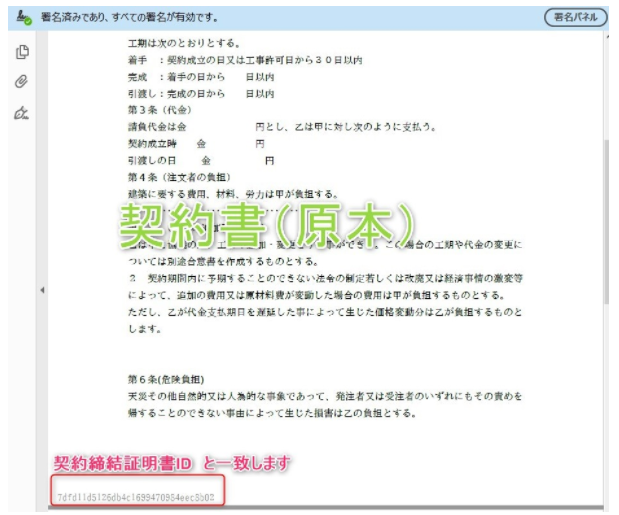 署名済みであり、すべての署名が有効です。
署名パネル
工期は次のとおりとする。
着手 : 契約成立の日又は工事許可日から30日以内
完成 : 着手の日から 日以内
引渡し : 完成の日から 日以内
第3条（代金）
請負代金は金 円とし、乙は甲に対し次のように支払う。
契約成立時 金 円
引渡しの日 金 円
第4条（注文者の負担）
建築に要する費用、材料、労力は甲が負担する。
契約書(原本)
この場合の工期や代金の変更に
ついては別途合意書を作成するものとする。
2 契約期間内に予期することのできない法令の制定若しくは改廃又は経済事情の激変等
によって、追加の費用又は原材料費が変動した場合の費用は甲が負担するものとする。
ただし、乙が代金支払期日を遅延した事によって生じた価格変動分は乙が負担するものと
します。
第6条(危険負担)
天災その他自然的又は人為的な事象であって、発注者又は受注者のいずれにもその責めを
帰することのできない事由によって生じた損害は乙の負担とする。
契約締結証明書ID と一致します